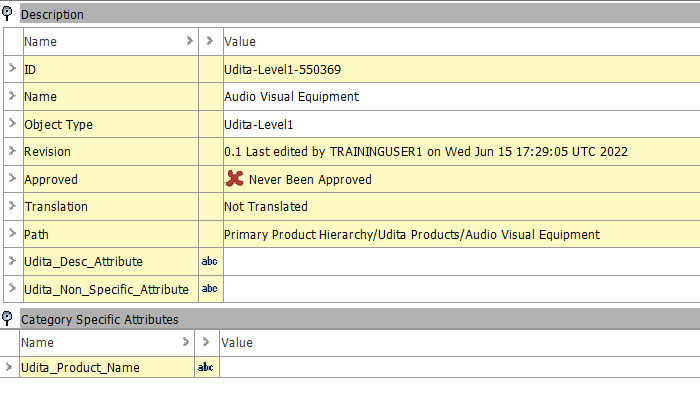 Description
Name > > Value
> ID Udita-Level1-550369
> Name Audio Visual Equipment
> Object Type Udita-Level1
> Revision 0.1 Last edited by TRAININGUSER1 on Wed Jun 15 17:29:05 UTC 2022
> Approved Never Been Approved
> Translation Not Translated
> Path Primary Product Hierarchy/Udita Products/Audio Visual Equipment
> Udita_Desc_Attribute abc
> Udita_Non_Specific_Attribute abc
Category Specific Attributes
Name > > Value
> Udita_Product_Name abc